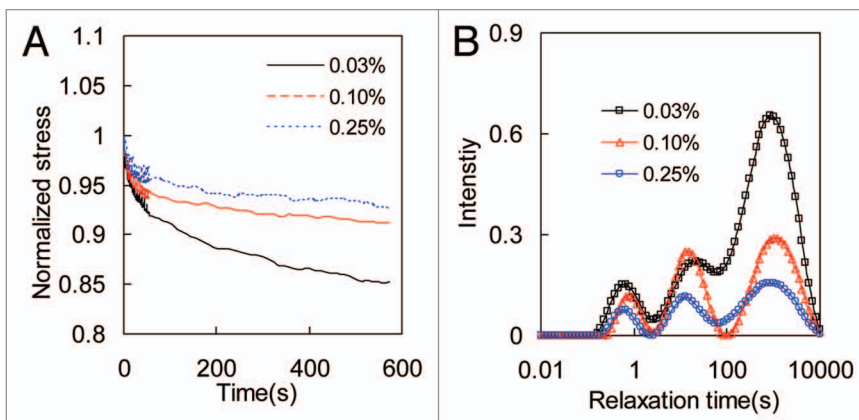 A
1.1
1.05
1
0.95
0.9
0.85
0.8
Normalized stress
0.03%
0.10%
0.25%
0 200 400 600
Time(s)
B
0.9
0.6
0.3
0
Intenstiy
0.03%
0.10%
0.25%
0.01 1 100 10000
Relaxation time(s)